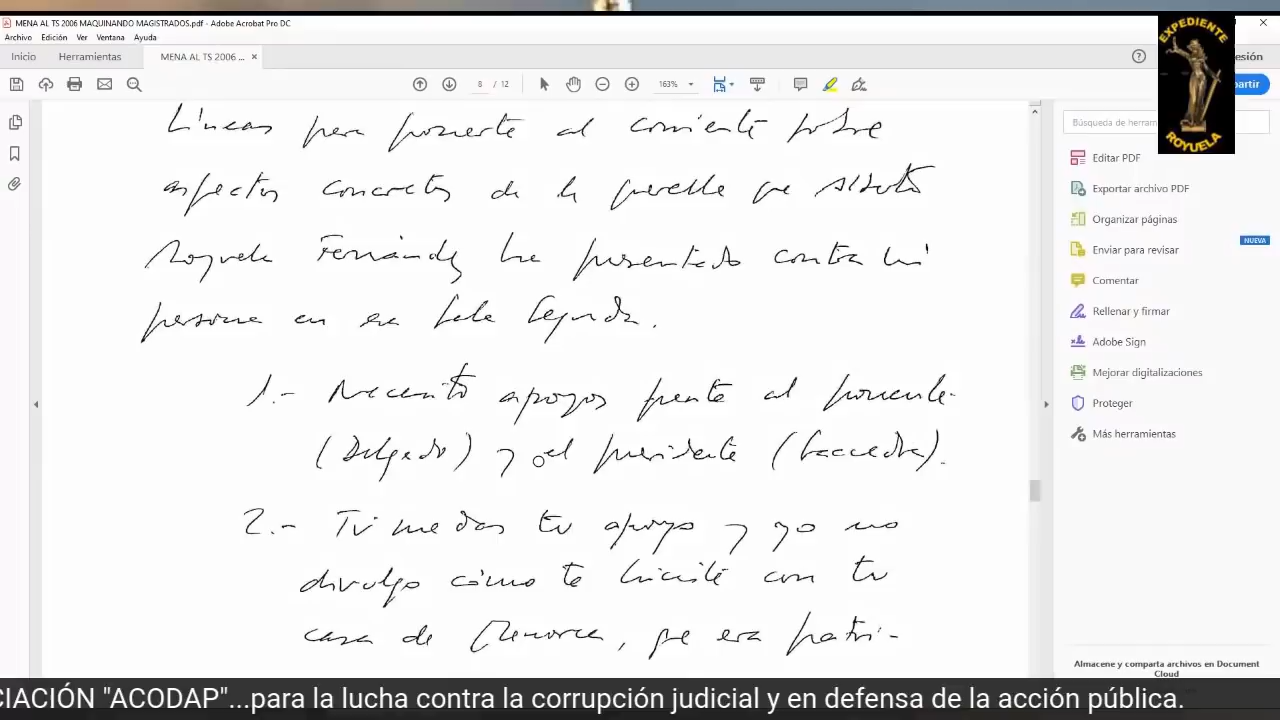 MENA AL TS 2006 MAQUINANDO MAGISTRADOS.pdf - Adobe Acrobat Pro DC
Archivo Edición Ver Ventana Ayuda
Inicio Herramientas MENA AL TS 2006 ... × esión
8 / 12 163% artir
EXPEDIENTE
ROYUELA
Líneas para ponerte al corriente sobre
aspectos concretos de la querella que Alberto
Royuela Fernández ha presentado contra mi
persona en esa Sala Segunda.
1.- Necesito apoyos frente al ponente
(Delgado) y el presidente (Saavedra).
2.- Tú me das tu apoyo y yo no
divulgo cómo te hiciste con tu
casa de Menorca, que era patri-
Búsqueda de herram
Editar PDF
Exportar archivo PDF
Organizar páginas
NUEVA
Enviar para revisar
Comentar
Rellenar y firmar
Adobe Sign
Mejorar digitalizaciones
Proteger
Más herramientas
Almacene y comparta archivos en Document
Cloud
CIACIÓN "ACODAP"...para la lucha contra la corrupción judicial y en defensa de la acción pública.